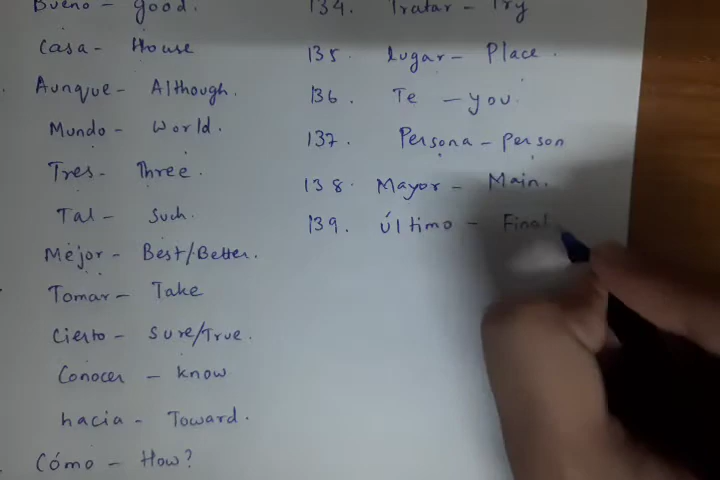 Bueno - good.
Casa - House
Aunque - Although.
Mundo - World.
Tres - Three.
Tal - Such.
Mejor - Best/Better.
Tomar - Take
Cierto - Sure/True.
Conocer - know
hacia - Toward.
Cómo - How?
134. Tratar - Try
135. lugar - Place.
136. Te - you.
137. Persona - person
138. Mayor - Main.
139. Último - Final